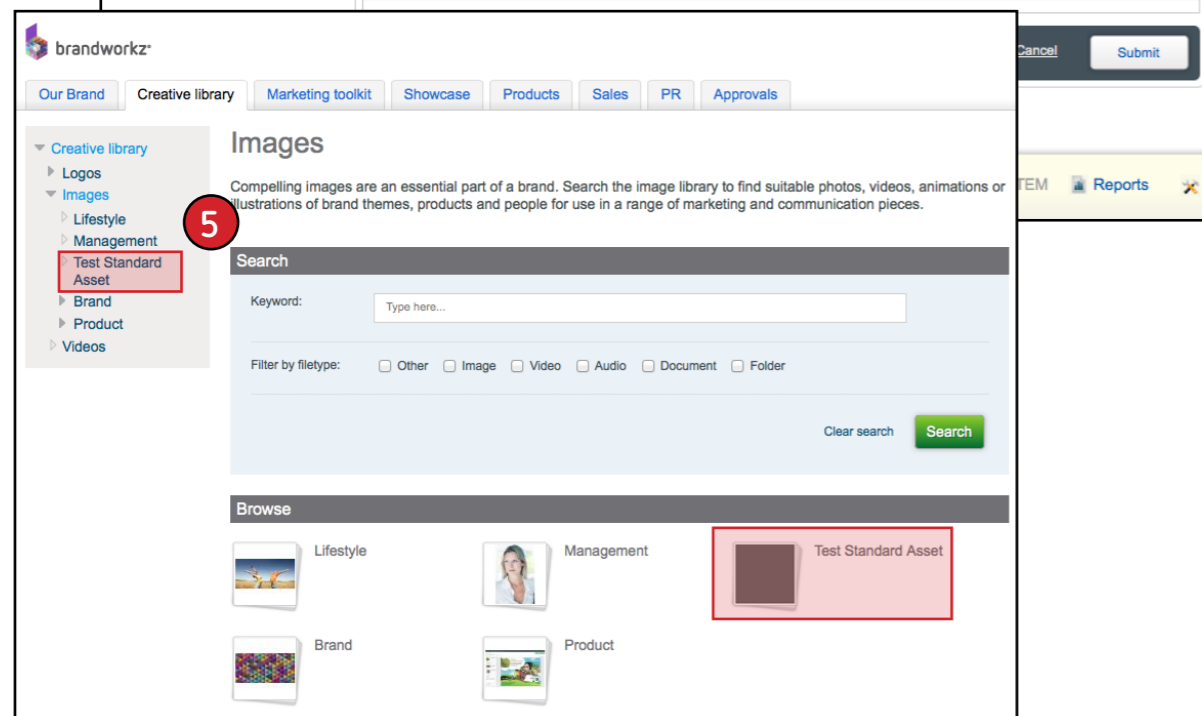 brandworkz
Cancel
Submit
Our Brand Creative library Marketing toolkit Showcase Products Sales PR Approvals
Creative library
Logos
Images
Lifestyle
Management
Test Standard
Asset
Brand
Product
Videos
5
Images
Compelling images are an essential part of a brand. Search the image library to find suitable photos, videos, animations or
illustrations of brand themes, products and people for use in a range of marketing and communication pieces.
TEM Reports
Search
Keyword: Type here...
Filter by filetype: Other Image Video Audio Document Folder
Clear search Search
Browse
Lifestyle Management Test Standard Asset
Brand Product